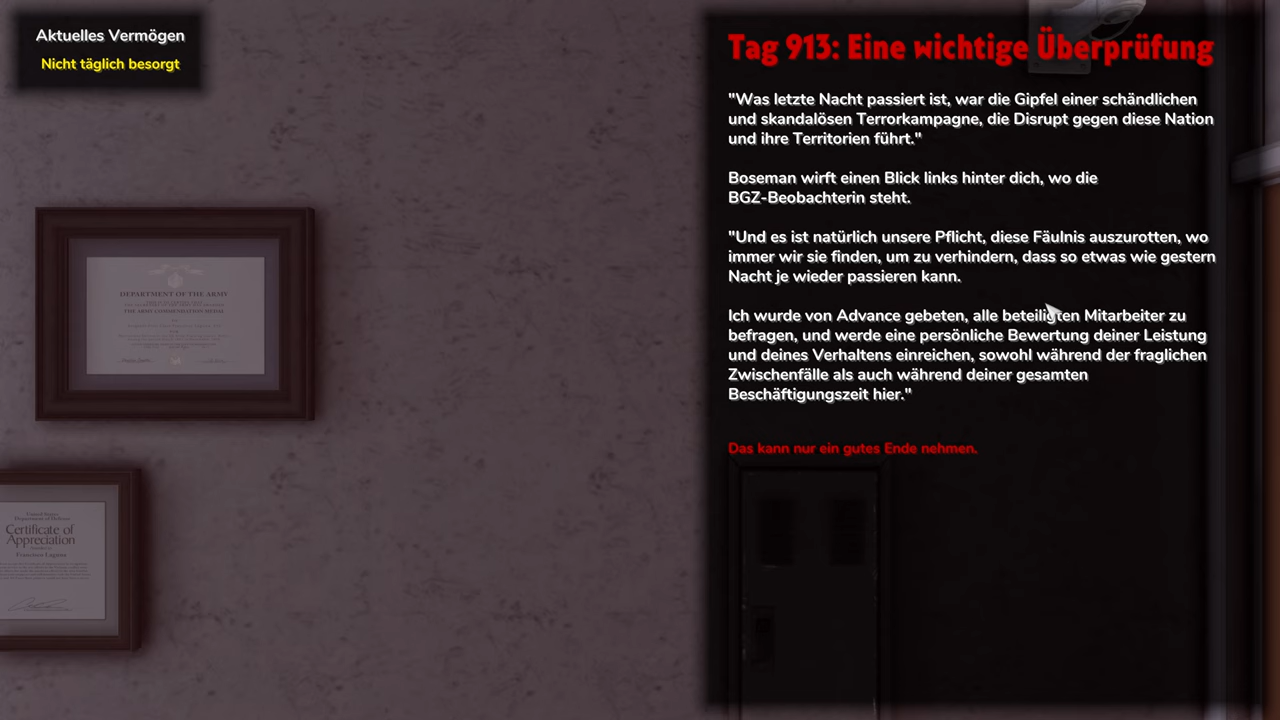 Aktuelles Vermögen
Nicht täglich besorgt
Tag 913: Eine wichtige Überprüfung
"Was letzte Nacht passiert ist, war die Gipfel einer schändlichen
und skandalösen Terrorkampagne, die Disrupt gegen diese Nation
und ihre Territorien führt."
Boseman wirft einen Blick links hinter dich, wo die
BGZ-Beobachterin steht.
"Und es ist natürlich unsere Pflicht, diese Fäulnis auszurotten, wo
immer wir sie finden, um zu verhindern, dass so etwas wie gestern
Nacht je wieder passieren kann.
Ich wurde von Advance gebeten, alle beteiligten Mitarbeiter zu
befragen, und werde eine persönliche Bewertung deiner Leistung
und deines Verhaltens einreichen, sowohl während der fraglichen
Zwischenfälle als auch während deiner gesamten
Beschäftigungszeit hier."
Das kann nur ein gutes Ende nehmen.
DEPARTMENT OF THE ARMY
THE ARMY COMMENDATION MEDAL
Certificate of
Appreciation